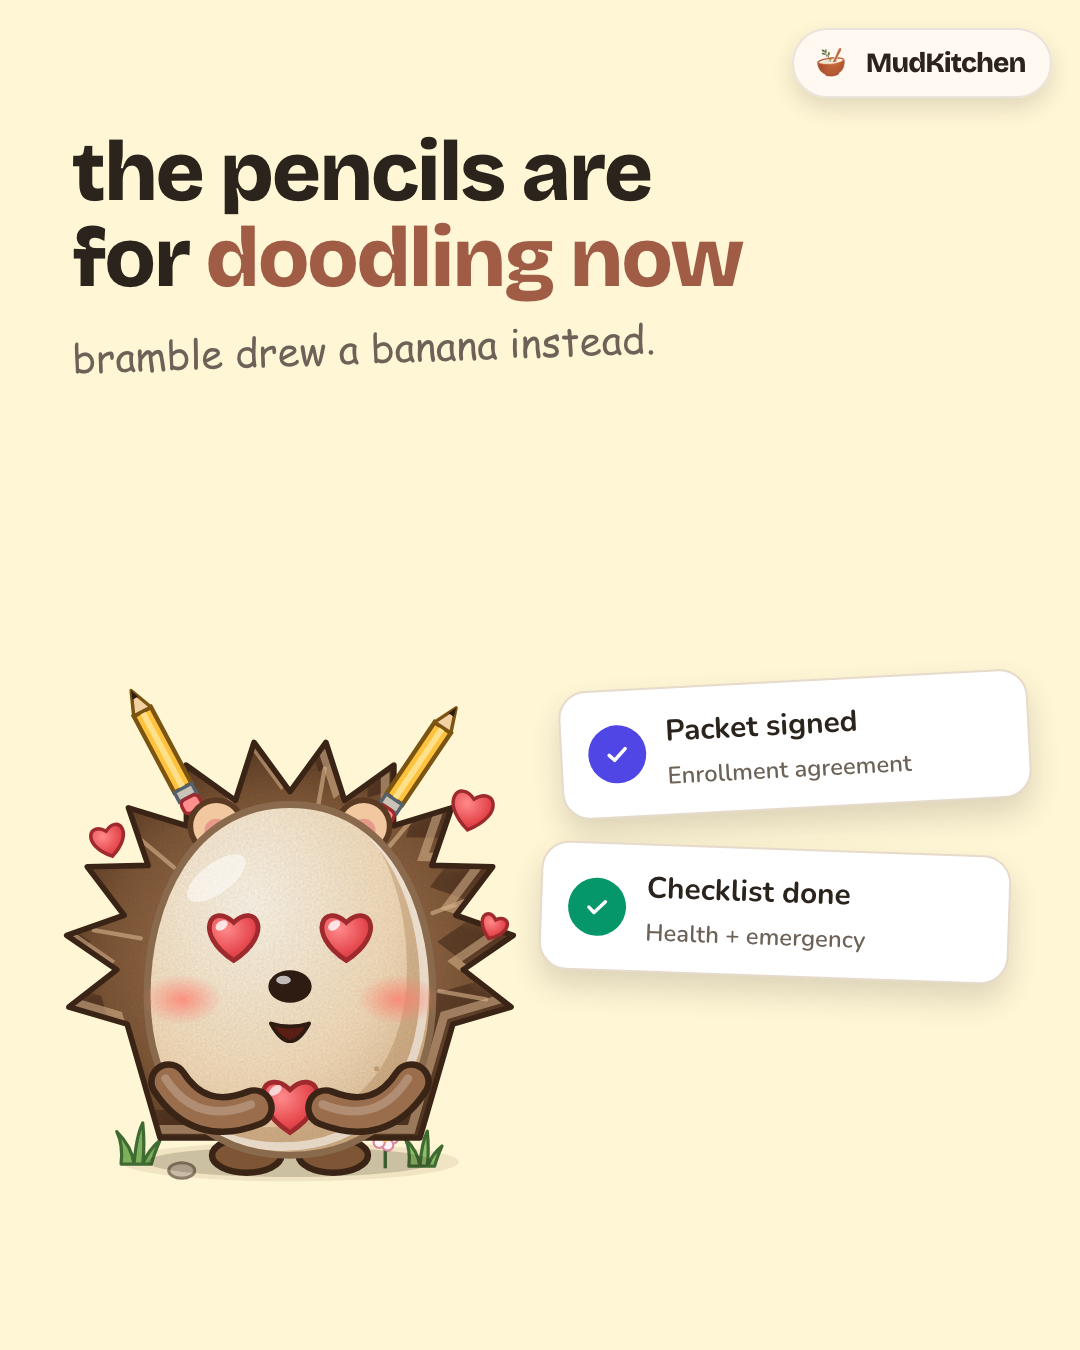 MudKitchen
the pencils are
for doodling now
bramble drew a banana instead.
Packet signed
Enrollment agreement
Checklist done
Health + emergency